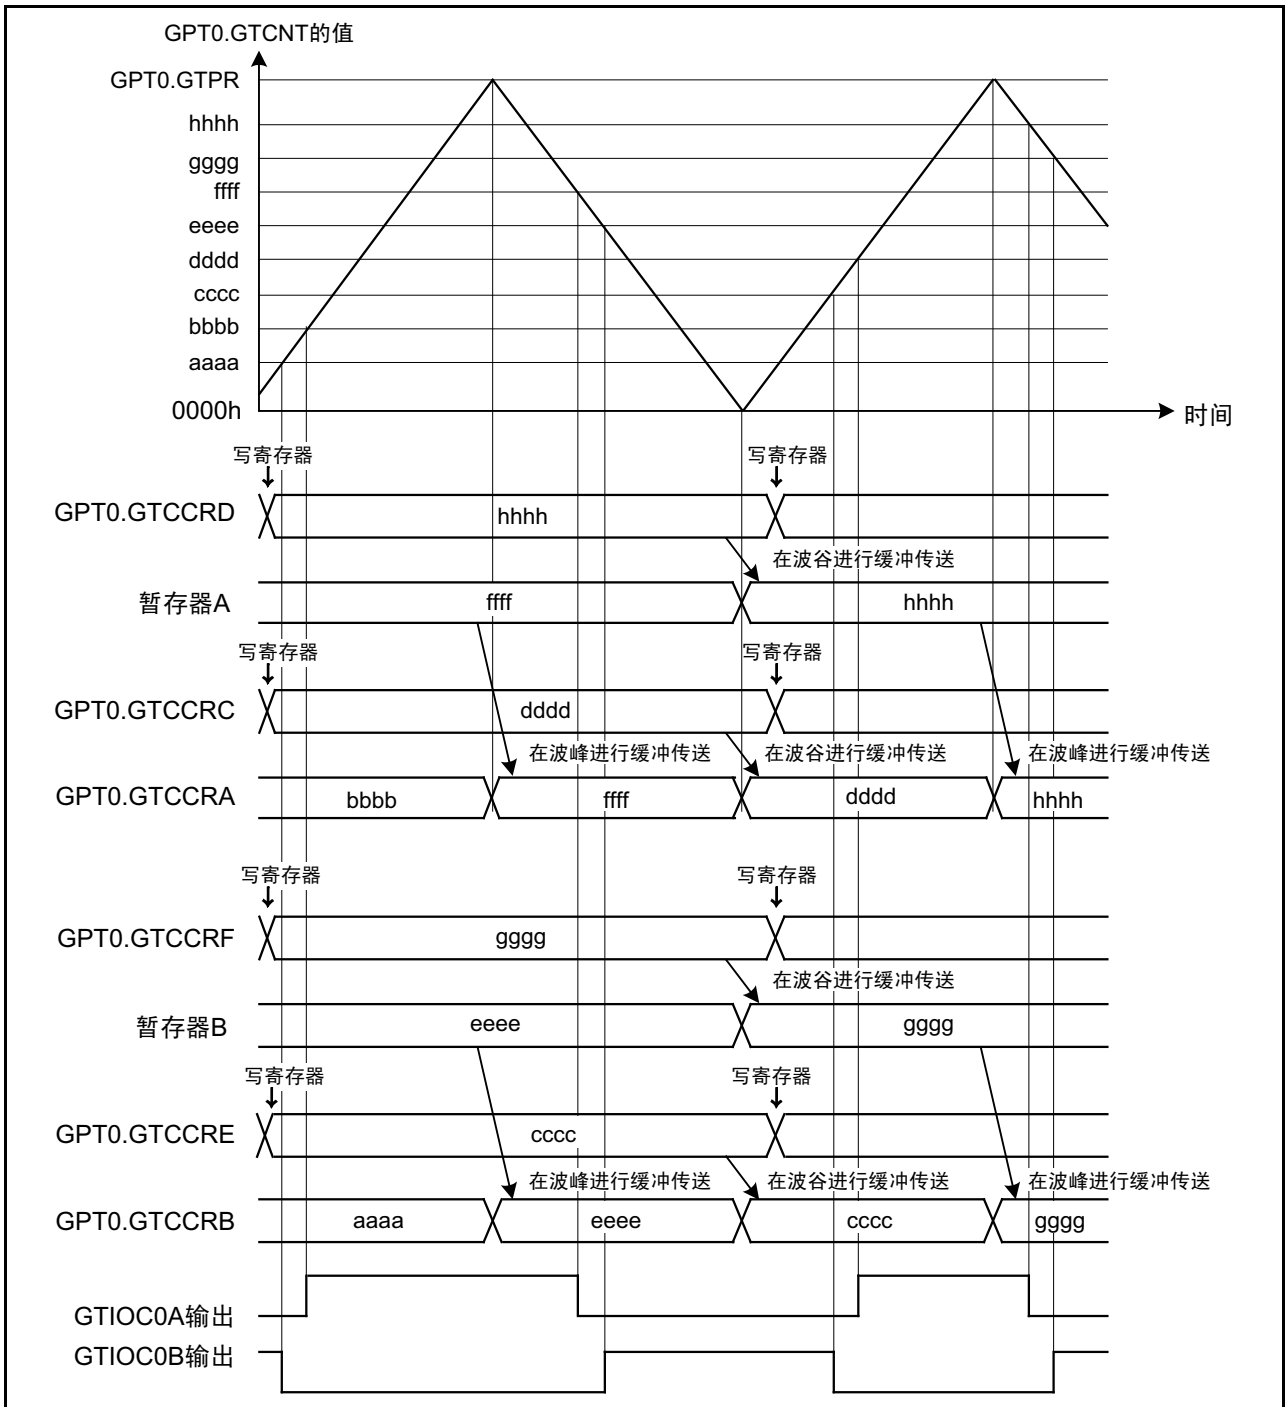 GPT0.GTCNT的值
GPT0.GTPR
hhhh
gggg
ffff
eeee
dddd
cccc
bbbb
aaaa
0000h
时间
写寄存器 写寄存器
GPT0.GTCCRD hhhh
在波谷进行缓冲传送
暂存器A ffff hhhh
写寄存器 写寄存器
GPT0.GTCCRC dddd
在波峰进行缓冲传送 在波谷进行缓冲传送 在波峰进行缓冲传送
GPT0.GTCCRA bbbb ffff dddd hhhh
写寄存器 写寄存器
GPT0.GTCCRF gggg
在波谷进行缓冲传送
暂存器B eeee gggg
写寄存器 写寄存器
GPT0.GTCCRE cccc
在波峰进行缓冲传送 在波谷进行缓冲传送 在波峰进行缓冲传送
GPT0.GTCCRB aaaa eeee cccc gggg
GTIOC0A输出
GTIOC0B输出